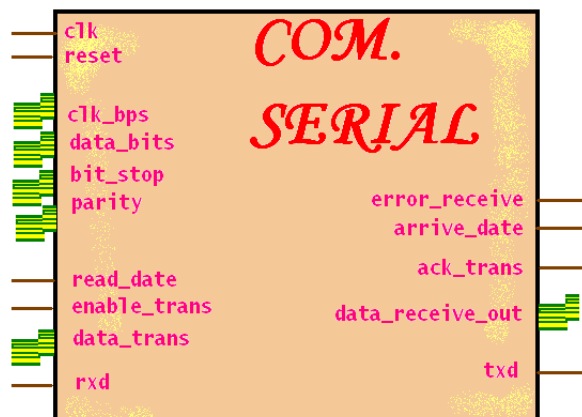 COM.
SERIAL
clk
reset
clk_bps
data_bits
bit_stop
parity
read_date
enable_trans
data_trans
rxd
error_receive
arrive_date
ack_trans
data_receive_out
txd